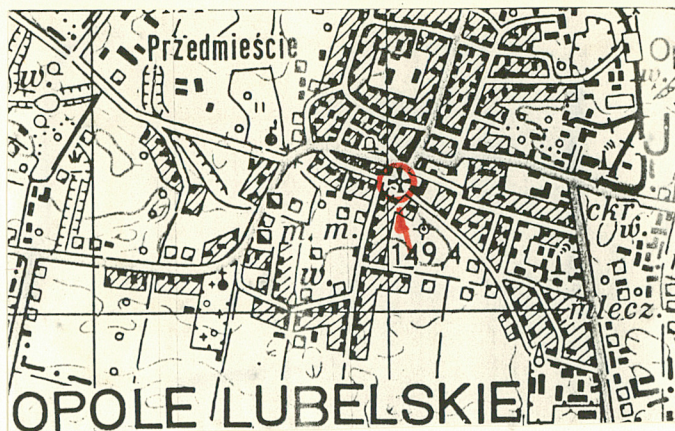 Przedmieście
w.
w.
ckr.
w.
m. m.
149,4
w.
mlecz.
OPOLE LUBELSKIE